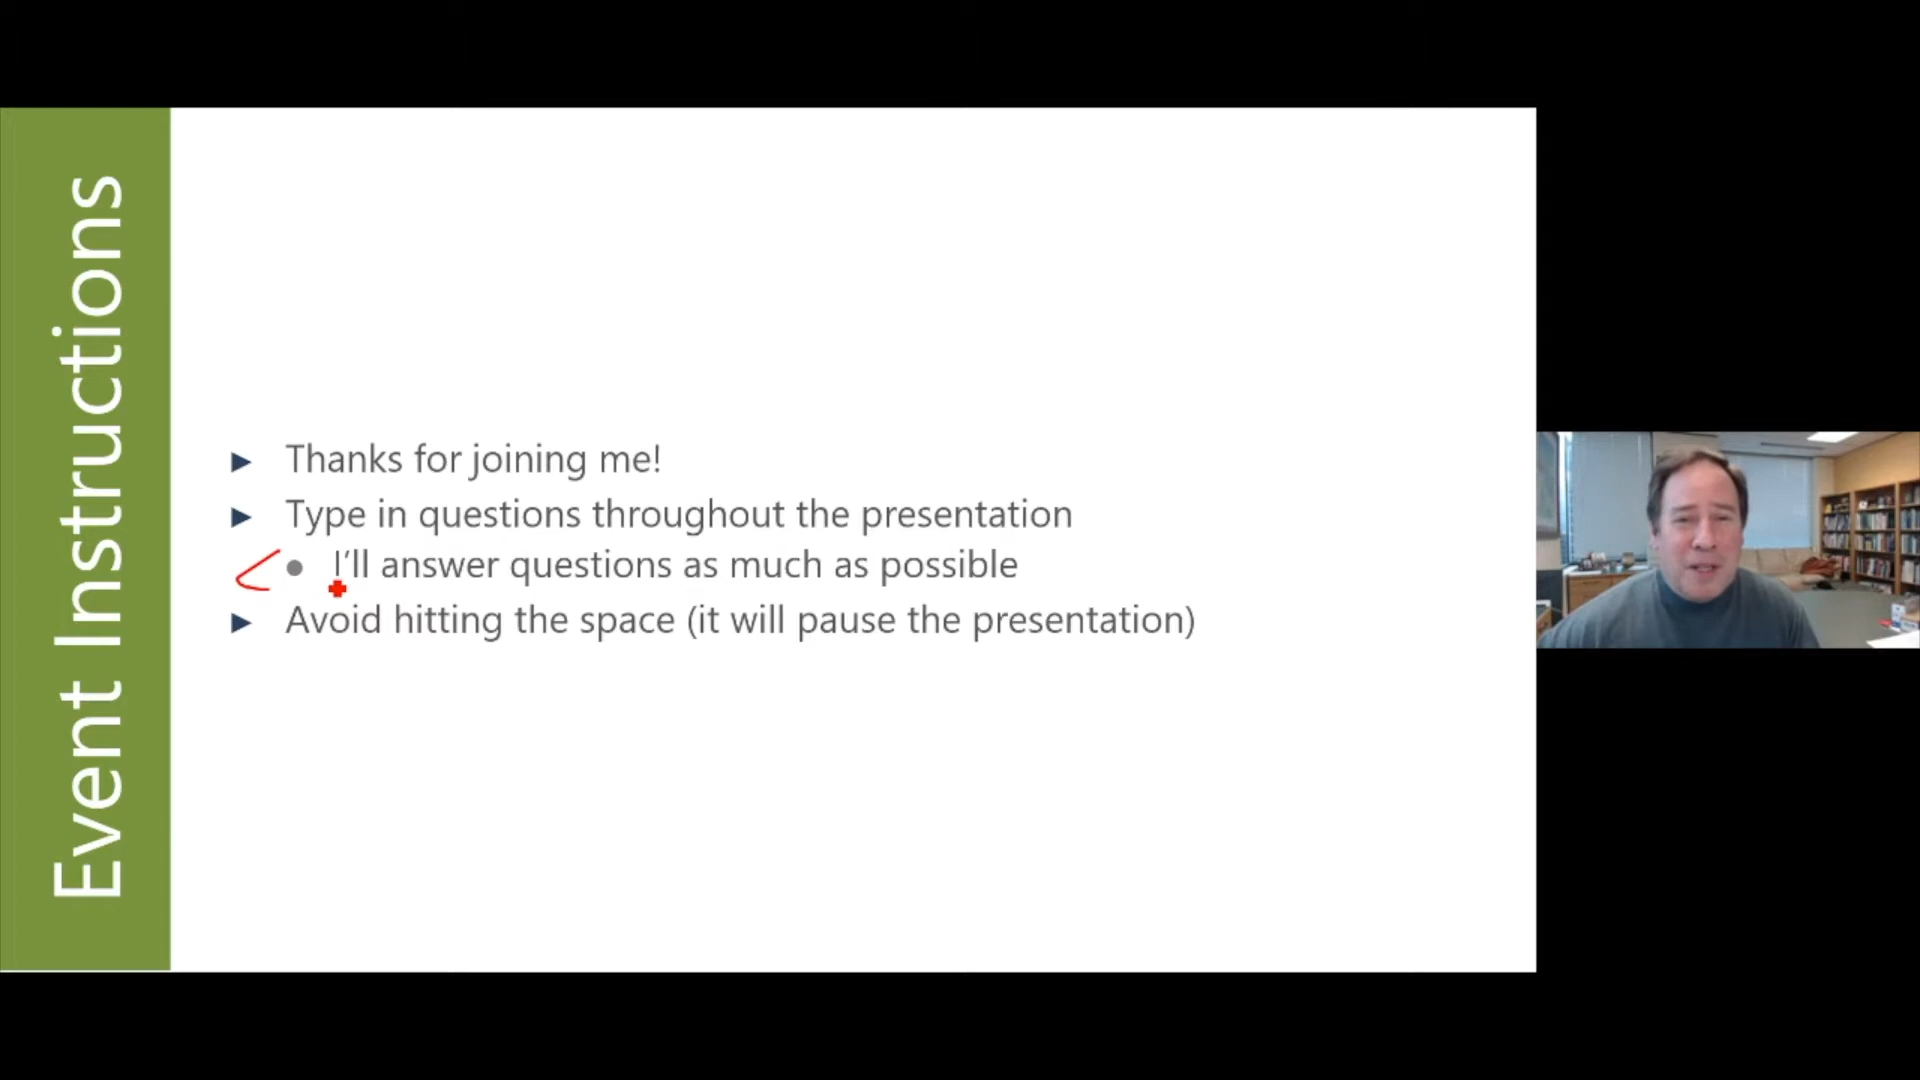 Event Instructions
Thanks for joining me!
Type in questions throughout the presentation
I'll answer questions as much as possible
Avoid hitting the space (it will pause the presentation)